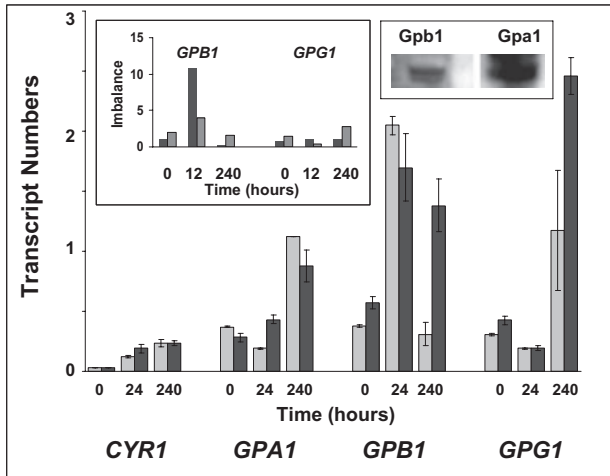 3
2
1
0
Transcript Numbers
GPB1 GPG1
15
10
5
0
Imbalance
0 12 240 0 12 240
Time (hours)
Gpb1 Gpa1
0 24 240 0 24 240 0 24 240 0 24 240
Time (hours)
CYR1 GPA1 GPB1 GPG1